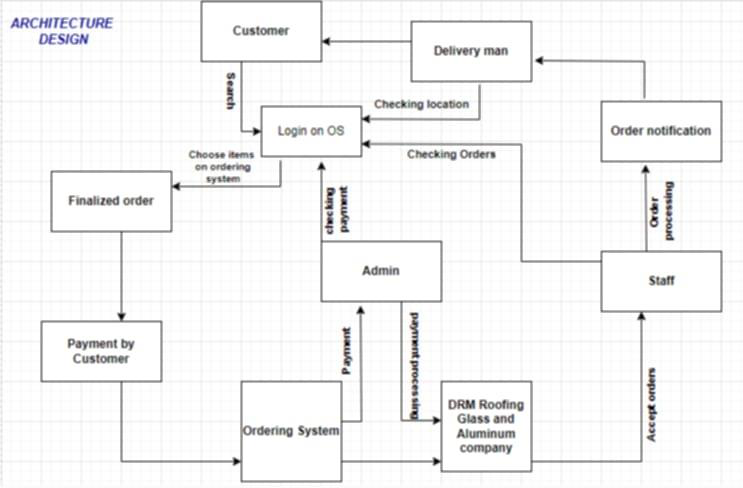 ARCHITECTURE
DESIGN
Customer
Delivery man
Search
Checking location
Login on OS
Order notification
Checking Orders
Choose items
on ordering
system
Finalized order
checking
payment
Order
processing
Admin
Staff
Payment by
Customer
Payment
payment processing
Accept orders
Ordering System
DRM Roofing
Glass and
Aluminum
company